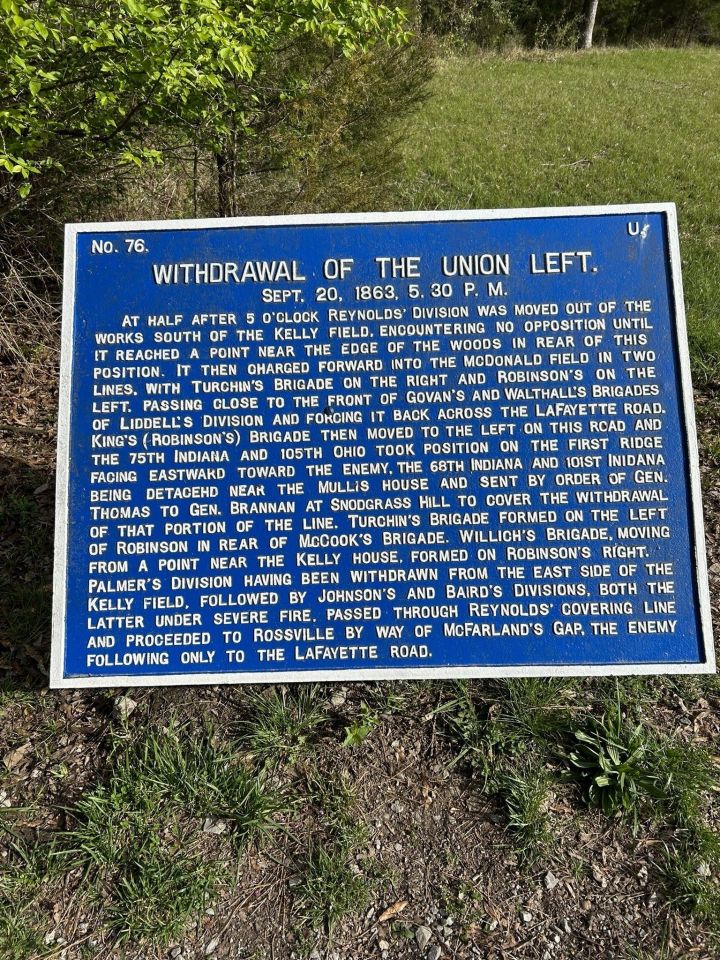 No. 76.
U.
WITHDRAWAL OF THE UNION LEFT.
SEPT. 20, 1863, 5. 30 P. M.
AT HALF AFTER 5 O'CLOCK REYNOLDS' DIVISION WAS MOVED OUT OF THE
WORKS SOUTH OF THE KELLY FIELD, ENCOUNTERING NO OPPOSITION UNTIL
IT REACHED A POINT NEAR THE EDGE OF THE WOODS IN REAR OF THIS
POSITION. IT THEN CHARGED FORWARD INTO THE MCDONALD FIELD IN TWO
LINES, WITH TURCHIN'S BRIGADE ON THE RIGHT AND ROBINSON'S ON THE
LEFT, PASSING CLOSE TO THE FRONT OF GOVAN'S AND WALTHALL'S BRIGADES
OF LIDDELL'S DIVISION AND FORCING IT BACK ACROSS THE LAFAYETTE ROAD.
KING'S (ROBINSON'S) BRIGADE THEN MOVED TO THE LEFT ON THIS ROAD AND
THE 75TH INDIANA AND 105TH OHIO TOOK POSITION ON THE FIRST RIDGE
FACING EASTWARD TOWARD THE ENEMY, THE 68TH INDIANA AND 101ST INIDANA
BEING DETACEHD NEAR THE MULLIS HOUSE AND SENT BY ORDER OF GEN.
THOMAS TO GEN. BRANNAN AT SNODGRASS HILL TO COVER THE WITHDRAWAL
OF THAT PORTION OF THE LINE. TURCHIN'S BRIGADE FORMED ON THE LEFT
OF ROBINSON IN REAR OF MCCOOK'S BRIGADE. WILLICH'S BRIGADE, MOVING
FROM A POINT NEAR THE KELLY HOUSE, FORMED ON ROBINSON'S RIGHT.
PALMER'S DIVISION HAVING BEEN WITHDRAWN FROM THE EAST SIDE OF THE
KELLY FIELD, FOLLOWED BY JOHNSON'S AND BAIRD'S DIVISIONS, BOTH THE
LATTER UNDER SEVERE FIRE, PASSED THROUGH REYNOLDS' COVERING LINE
AND PROCEEDED TO ROSSVILLE BY WAY OF MCFARLAND'S GAP, THE ENEMY
FOLLOWING ONLY TO THE LAFAYETTE ROAD.